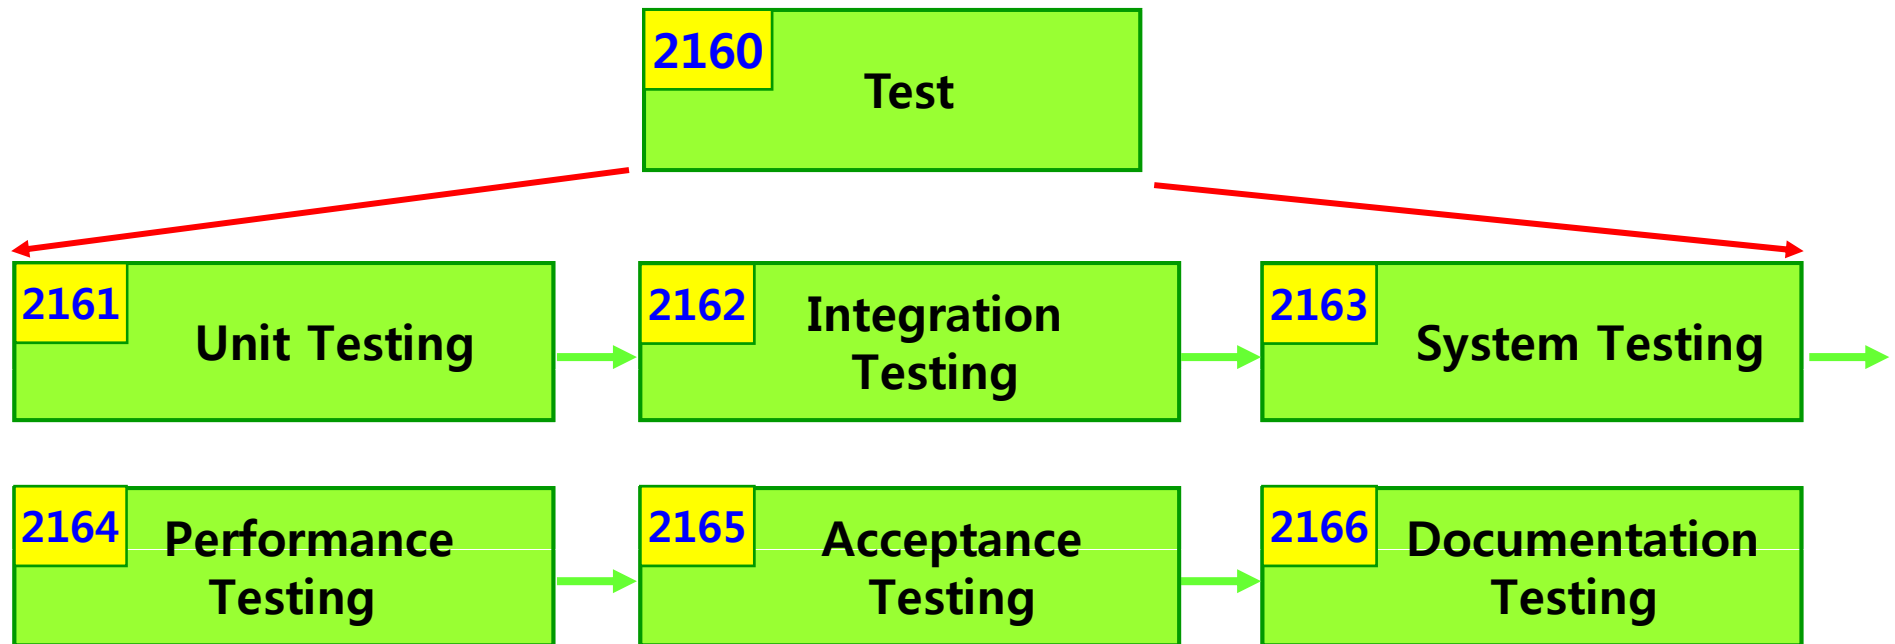 2160
Test
2161
Unit Testing
2162
Integration
Testing
2163
System Testing
2164
Performance
Testing
2165
Acceptance
Testing
2166
Documentation
Testing